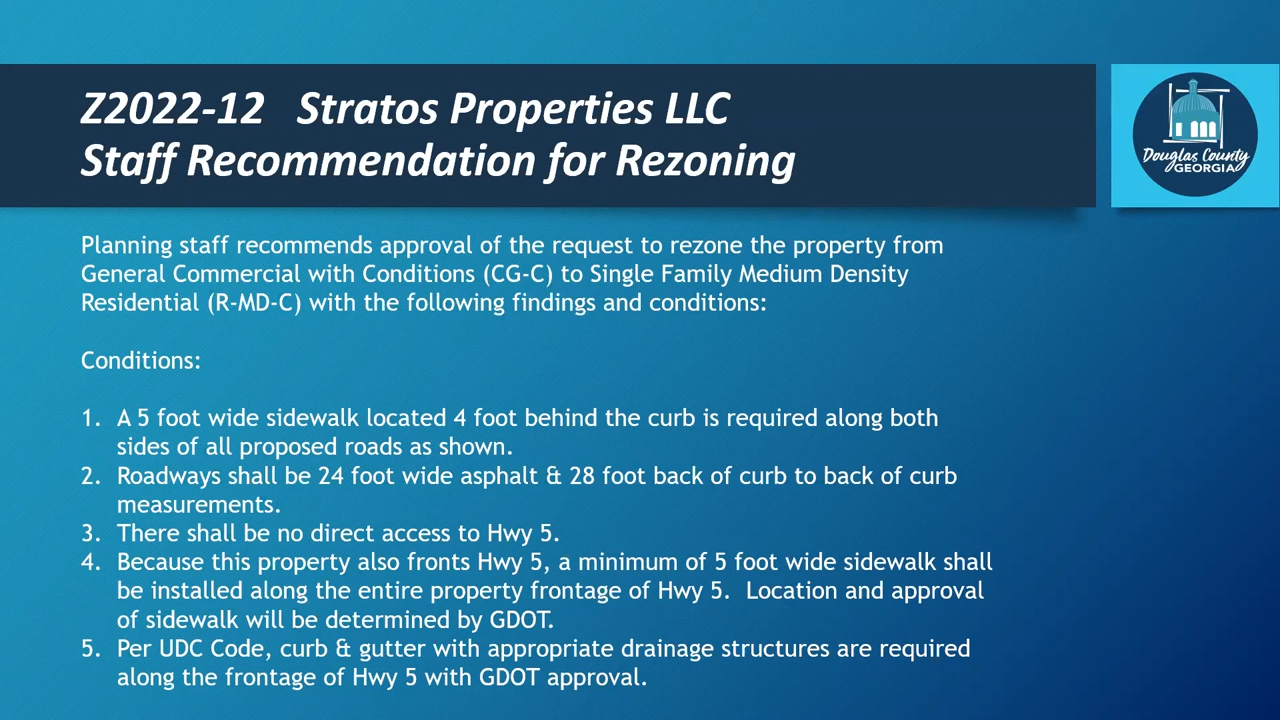 Z2022-12 Stratos Properties LLC
Staff Recommendation for Rezoning
Douglas County
GEORGIA
Planning staff recommends approval of the request to rezone the property from
General Commercial with Conditions (CG-C) to Single Family Medium Density
Residential (R-MD-C) with the following findings and conditions:
Conditions:
1. A 5 foot wide sidewalk located 4 foot behind the curb is required along both
sides of all proposed roads as shown.
2. Roadways shall be 24 foot wide asphalt & 28 foot back of curb to back of curb
measurements.
3. There shall be no direct access to Hwy 5.
4. Because this property also fronts Hwy 5, a minimum of 5 foot wide sidewalk shall
be installed along the entire property frontage of Hwy 5. Location and approval
of sidewalk will be determined by GDOT.
5. Per UDC Code, curb & gutter with appropriate drainage structures are required
along the frontage of Hwy 5 with GDOT approval.